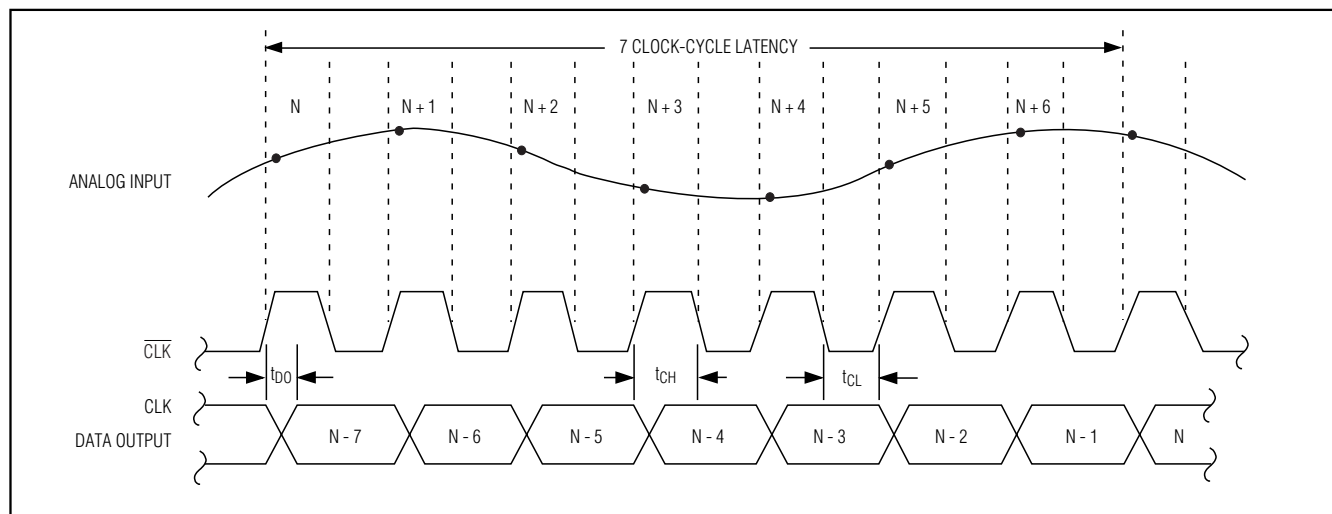 7 CLOCK-CYCLE LATENCY
N N + 1 N + 2 N + 3 N + 4 N + 5 N + 6
ANALOG INPUT
CLK
tDO tCH tCL
CLK
DATA OUTPUT N - 7 N - 6 N - 5 N - 4 N - 3 N - 2 N - 1 N